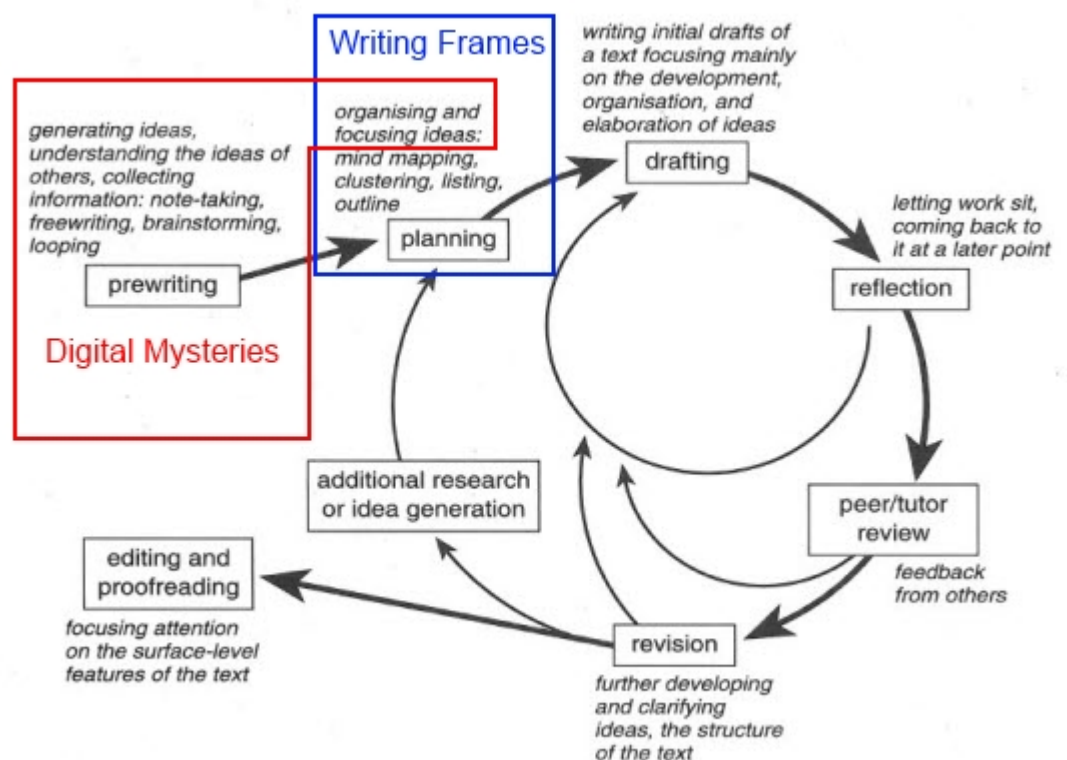 Writing Frames
writing initial drafts of
a text focusing mainly
on the development,
organisation, and
elaboration of ideas
drafting
generating ideas,
understanding the ideas of
others, collecting
information: note-taking,
freewriting, brainstorming,
looping
prewriting
organising and
focusing ideas:
mind mapping,
clustering, listing,
outline
planning
letting work sit,
coming back to
it at a later point
reflection
Digital Mysteries
additional research
or idea generation
peer/tutor
review
feedback
from others
editing and
proofreading
focusing attention
on the surface-level
features of the text
revision
further developing
and clarifying
ideas, the structure
of the text